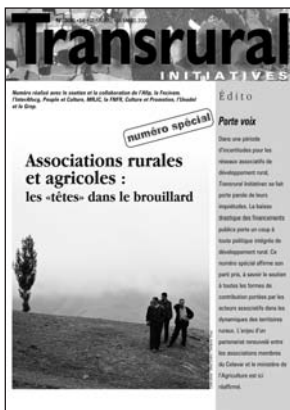 Transrural
INITIATIVES
Numéro réalisé avec le soutien et la collaboration de l'Afip, la Focivam,
l'InterAfocg, Peuple et Culture, MRJC, la FNFR, Culture et Promotion, l'Unadel
et le Grep.
numéro spécial
Associations rurales
et agricoles :
les «têtes» dans le brouillard
Édito
Porte voix
Dans une période
d'incertitudes pour les
réseaux associatifs de
développement rural,
Transrural Initiatives se fait
porte parole de leurs
inquiétudes. La baisse
drastique des financements
publics porte un coup à
toute politique intégrée de
développement rural. Ce
numéro spécial affirme son
parti pris, à savoir le soutien
à toutes les formes de
contribution portées par les
acteurs associatifs dans les
dynamiques des territoires
ruraux. L'enjeu d'un
partenariat renouvelé entre
les associations membres
du Celavar et le ministère de
l'Agriculture est ici
réaffirmé.